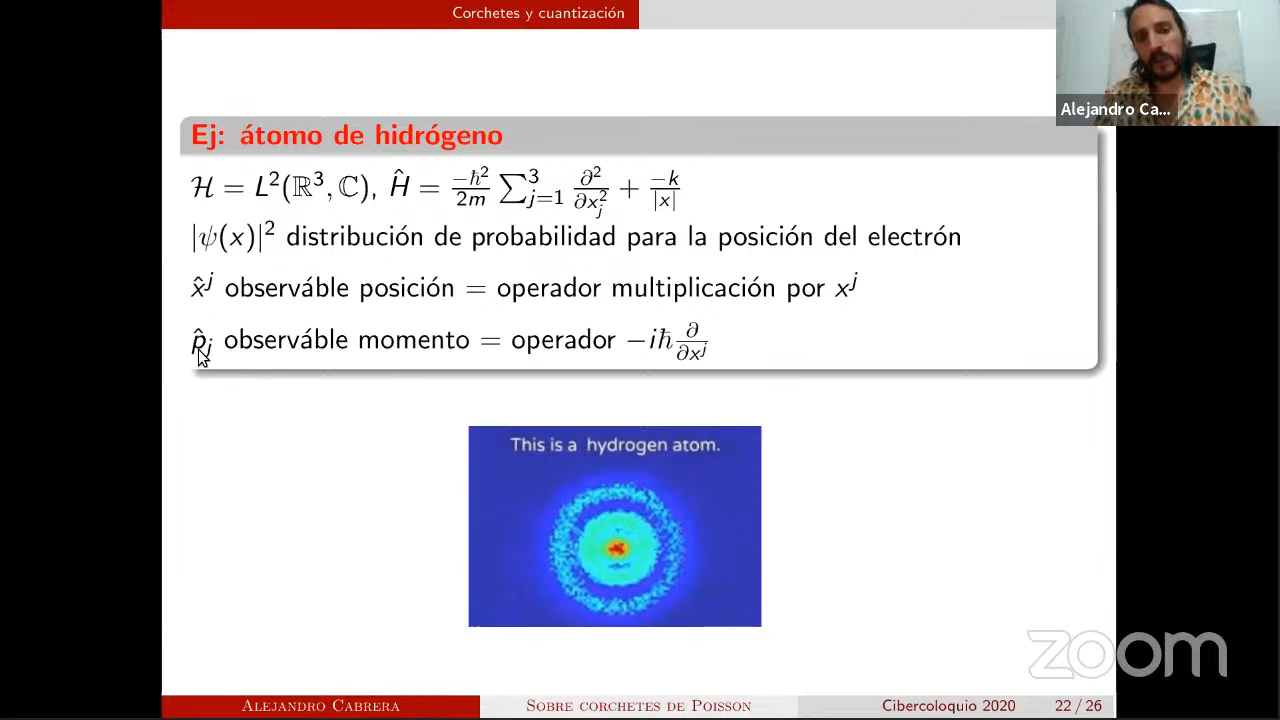 Corchetes y cuantización
Alejandro Ca...
Ej: átomo de hidrógeno
ℋ = L²(ℝ³, ℂ), Ĥ = −ℏ²/2m ∑³ⱼ₌₁ ∂²/∂xⱼ² + −k/|x|
|ψ(x)|² distribución de probabilidad para la posición del electrón
x̂ʲ observáble posición = operador multiplicación por xʲ
p̂ⱼ observáble momento = operador −iℏ ∂/∂xʲ
This is a hydrogen atom.
zoom
Alejandro Cabrera
Sobre corchetes de Poisson
Cibercoloquio 2020
22 / 26